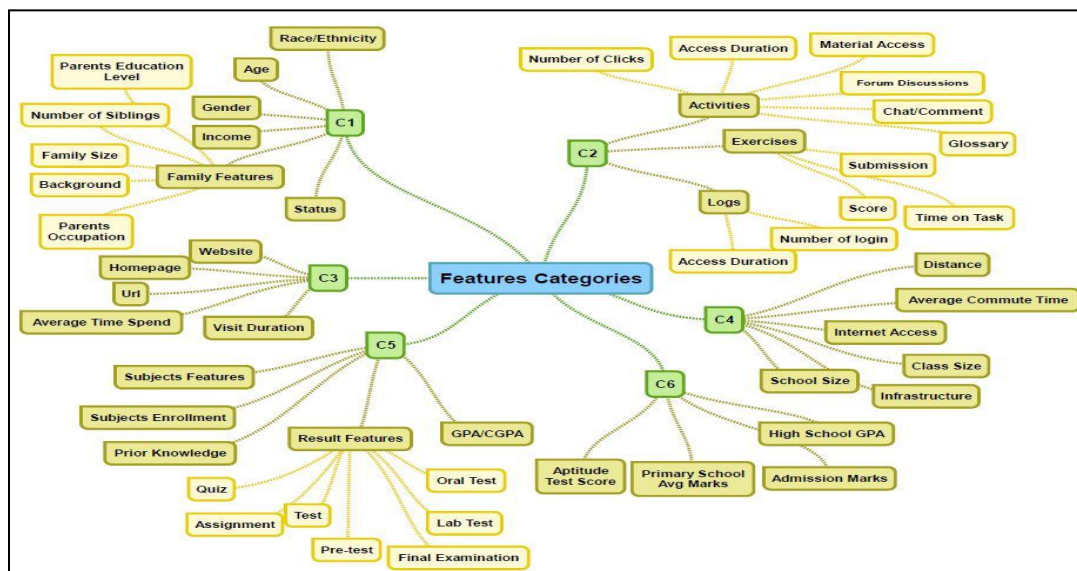 Race/Ethnicity
Age
Parents Education
Level
Gender
Number of Siblings
Income
C1
Family Size
Family Features
Background
Status
Parents
Occupation
Number of Clicks
Access Duration
Material Access
Forum Discussions
Activities
Chat/Comment
Glossary
C2
Exercises
Submission
Score
Time on Task
Logs
Number of login
Access Duration
Features Categories
Website
Homepage
C3
Url
Average Time Spend
Visit Duration
Distance
Average Commute Time
C4
Internet Access
Class Size
School Size
Infrastructure
C5
Subjects Features
Subjects Enrollment
Prior Knowledge
Result Features
GPA/CGPA
Quiz
Oral Test
Assignment
Test
Lab Test
Pre-test
Final Examination
C6
High School GPA
Aptitude
Test Score
Primary School
Avg Marks
Admission Marks